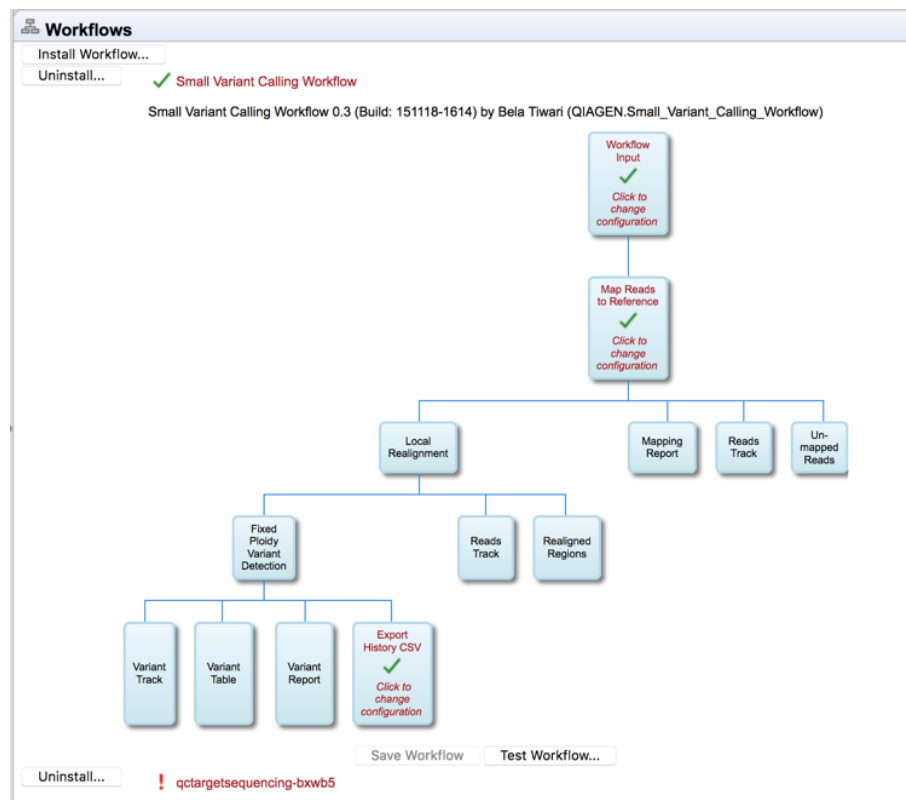 Workflows
Install Workflow...
Uninstall...
Small Variant Calling Workflow
Small Variant Calling Workflow 0.3 (Build: 151118-1614) by Bela Tiwari (QIAGEN.Small_Variant_Calling_Workflow)
Workflow
Input
Click to
change
configuration
Map Reads
to Reference
Click to
change
configuration
Local
Realignment
Mapping
Report
Reads
Track
Un-
mapped
Reads
Fixed
Ploidy
Variant
Detection
Reads
Track
Realigned
Regions
Variant
Track
Variant
Table
Variant
Report
Export
History CSV
Click to
change
configuration
Save Workflow
Test Workflow...
Uninstall...
qctargetsequencing-bxwb5